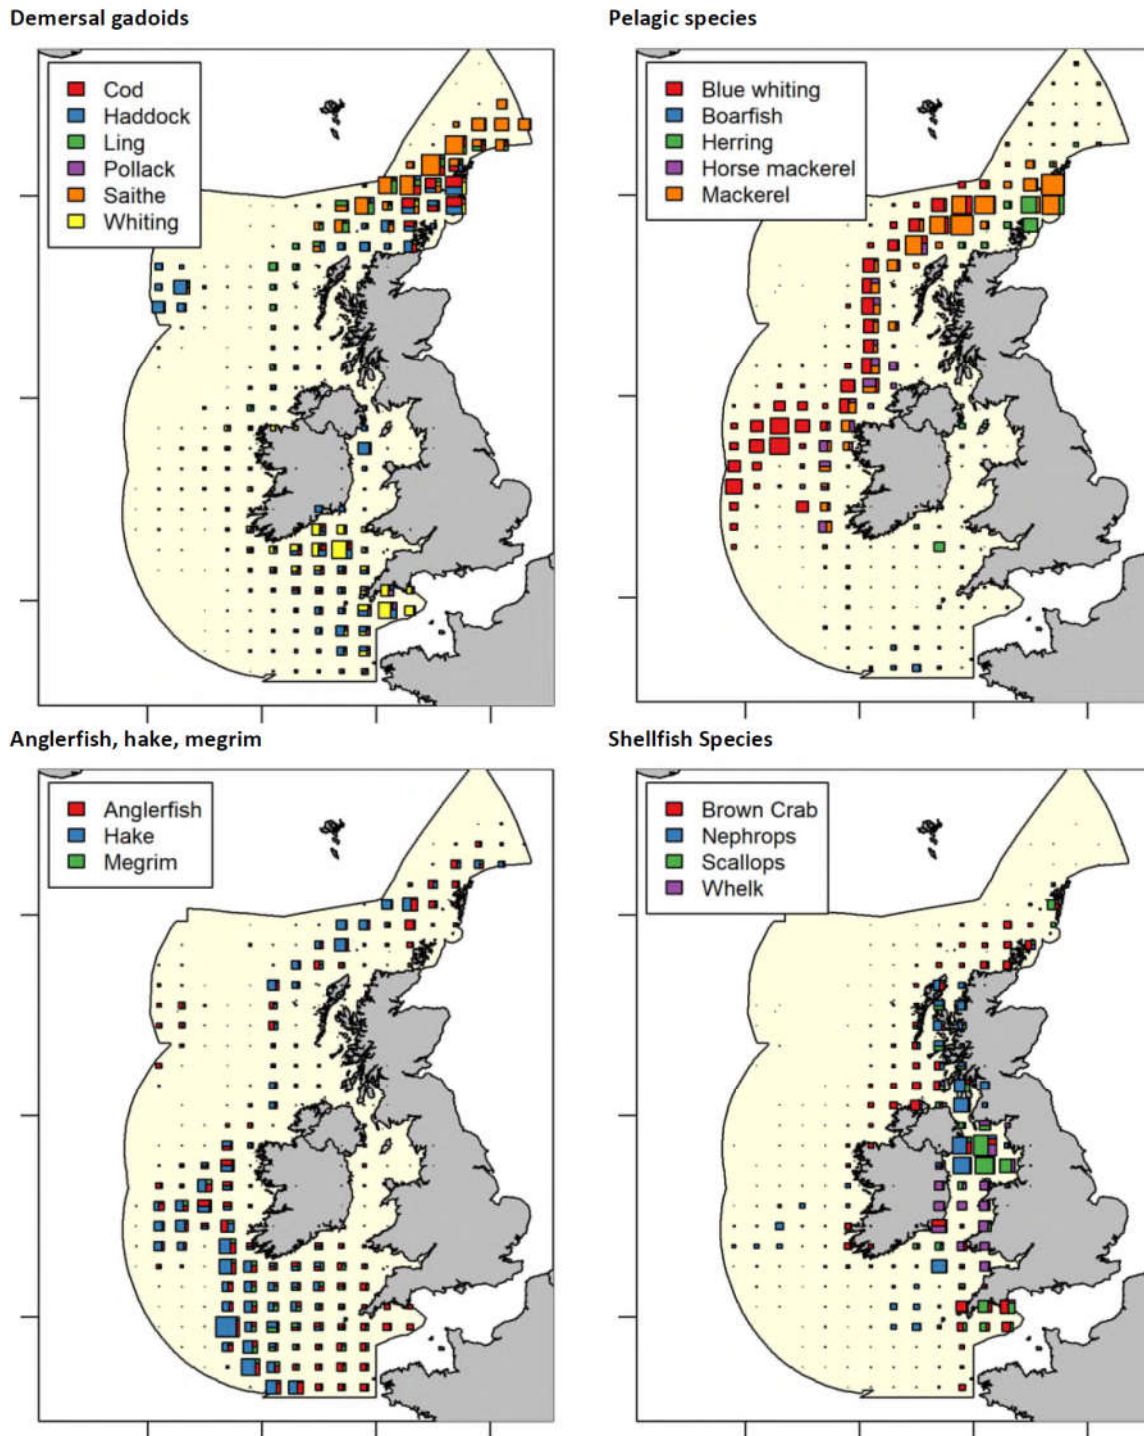 Demersal gadoids
Cod
Haddock
Ling
Pollack
Saithe
Whiting
Pelagic species
Blue whiting
Boarfish
Herring
Horse mackerel
Mackerel
Anglerfish, hake, megrim
Anglerfish
Hake
Megrim
Shellfish Species
Brown Crab
Nephrops
Scallops
Whelk